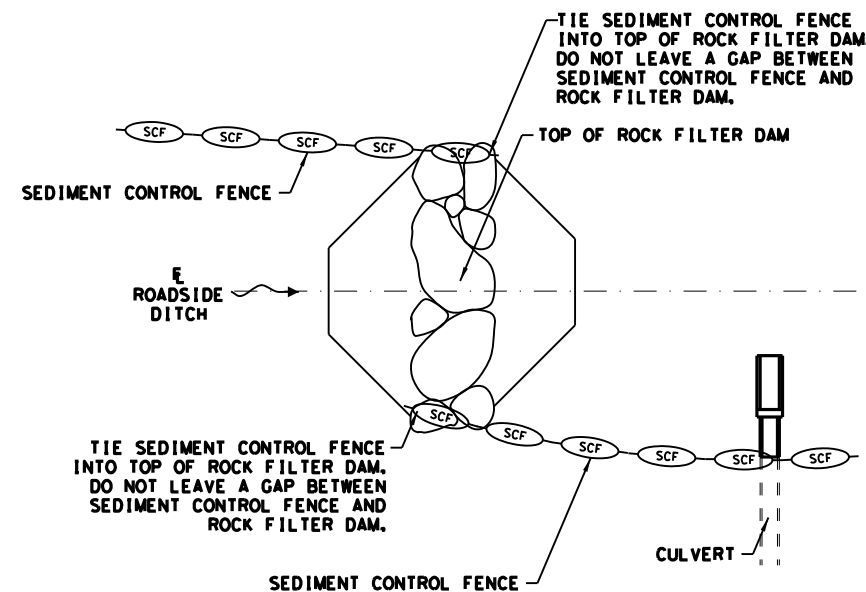 TIE SEDIMENT CONTROL FENCE
INTO TOP OF ROCK FILTER DAM
DO NOT LEAVE A GAP BETWEEN
SEDIMENT CONTROL FENCE AND
ROCK FILTER DAM.
TOP OF ROCK FILTER DAM
SCF
SCF
SCF
SCF
SCF
SEDIMENT CONTROL FENCE
℄
ROADSIDE
DITCH
SCF
SCF
SCF
SCF
SCF
SCF
TIE SEDIMENT CONTROL FENCE
INTO TOP OF ROCK FILTER DAM.
DO NOT LEAVE A GAP BETWEEN
SEDIMENT CONTROL FENCE AND
ROCK FILTER DAM.
CULVERT
SEDIMENT CONTROL FENCE